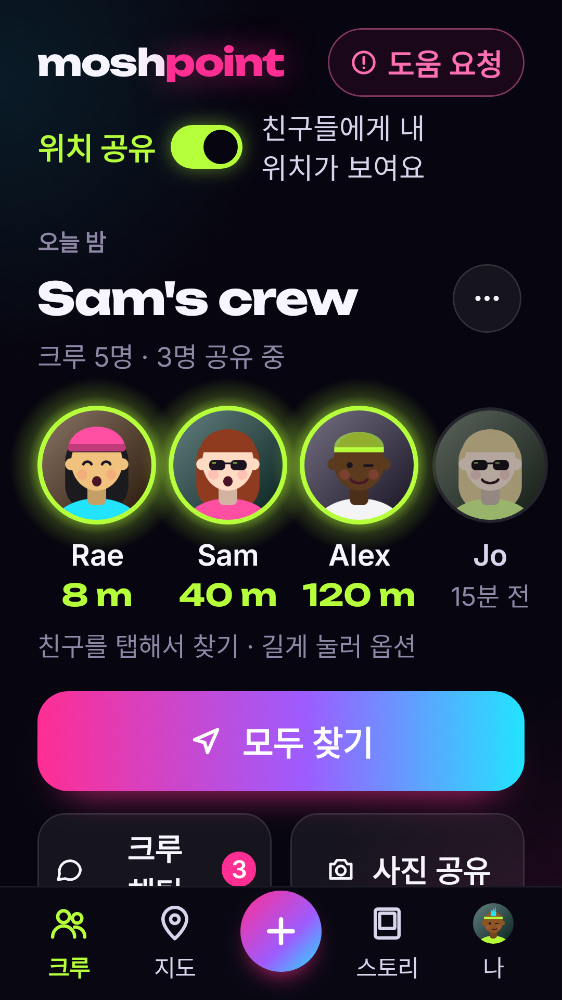 moshpoint
도움 요청
위치 공유
친구들에게 내
위치가 보여요
오늘 밤
Sam's crew
크루 5명 · 3명 공유 중
Rae
Sam
Alex
Jo
8 m
40 m
120 m
15분 전
친구를 탭해서 찾기 · 길게 눌러 옵션
모두 찾기
크루
3
사진 공유
크루
지도
스토리
나